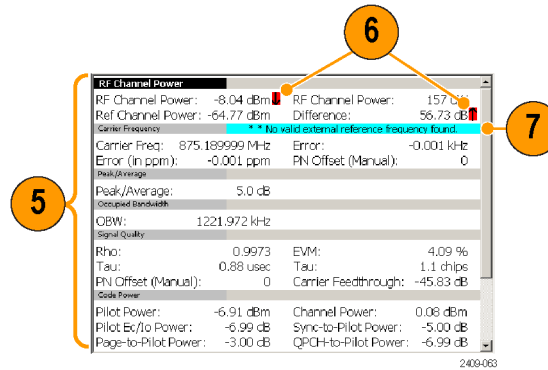 6
RF Channel Power
RF Channel Power: -8.04 dBm RF Channel Power: 157
Ref Channel Power: -64.77 dBm Difference: 56.73 dB
Carrier Frequency * * No valid external reference frequency found.
7
Carrier Freq: 875.189999 MHz Error: -0.001 kHz
Error (in ppm): -0.001 ppm PN Offset (Manual): 0
Peak/Average
Peak/Average: 5.0 dB
5
Occupied Bandwidth
OBW: 1221.972 kHz
Signal Quality
Rho: 0.9973 EVM: 4.09 %
Tau: 0.88 usec Tau: 1.1 chips
PN Offset (Manual): 0 Carrier Feedthrough: -45.83 dB
Code Power
Pilot Power: -6.91 dBm Channel Power: 0.08 dBm
Pilot Ec/Io Power: -6.99 dB Sync-to-Pilot Power: -5.00 dB
Page-to-Pilot Power: -3.00 dB QPCH-to-Pilot Power: -6.99 dB
2409-063